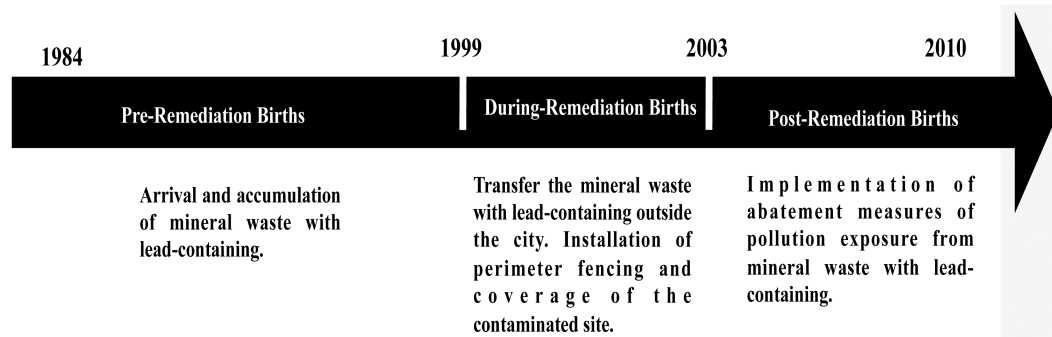 1984
1999
2003
2010
Pre-Remediation Births
During-Remediation Births
Post-Remediation Births
Arrival and accumulation
of mineral waste with
lead-containing.
Transfer the mineral waste
with lead-containing outside
the city. Installation of
perimeter fencing and
coverage of the
contaminated site.
Implementation of
abatement measures of
pollution exposure from
mineral waste with lead-
containing.